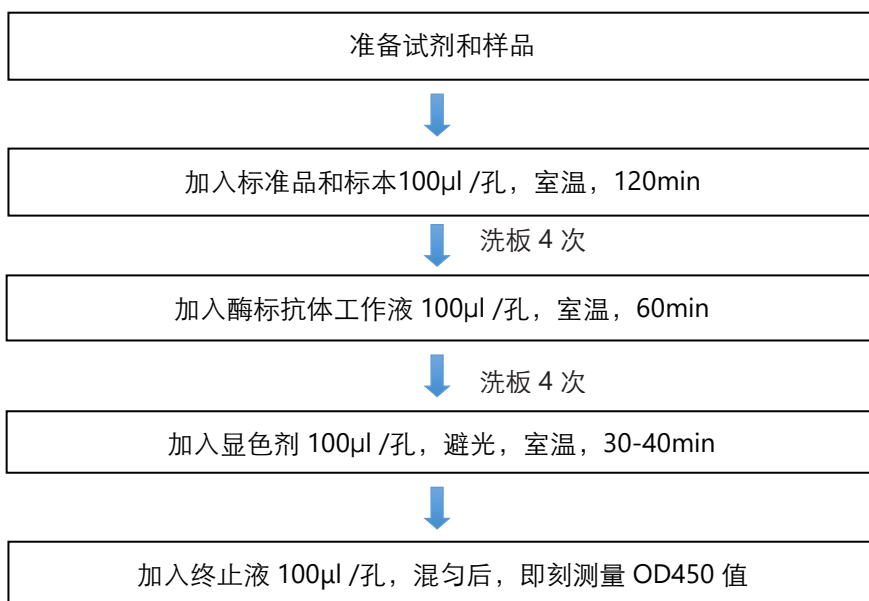 准备试剂和样品
加入标准品和标本100μl /孔，室温，120min
洗板 4 次
加入酶标抗体工作液 100μl /孔，室温，60min
洗板 4 次
加入显色剂 100μl /孔，避光，室温，30-40min
加入终止液 100μl /孔，混匀后，即刻测量 OD450 值